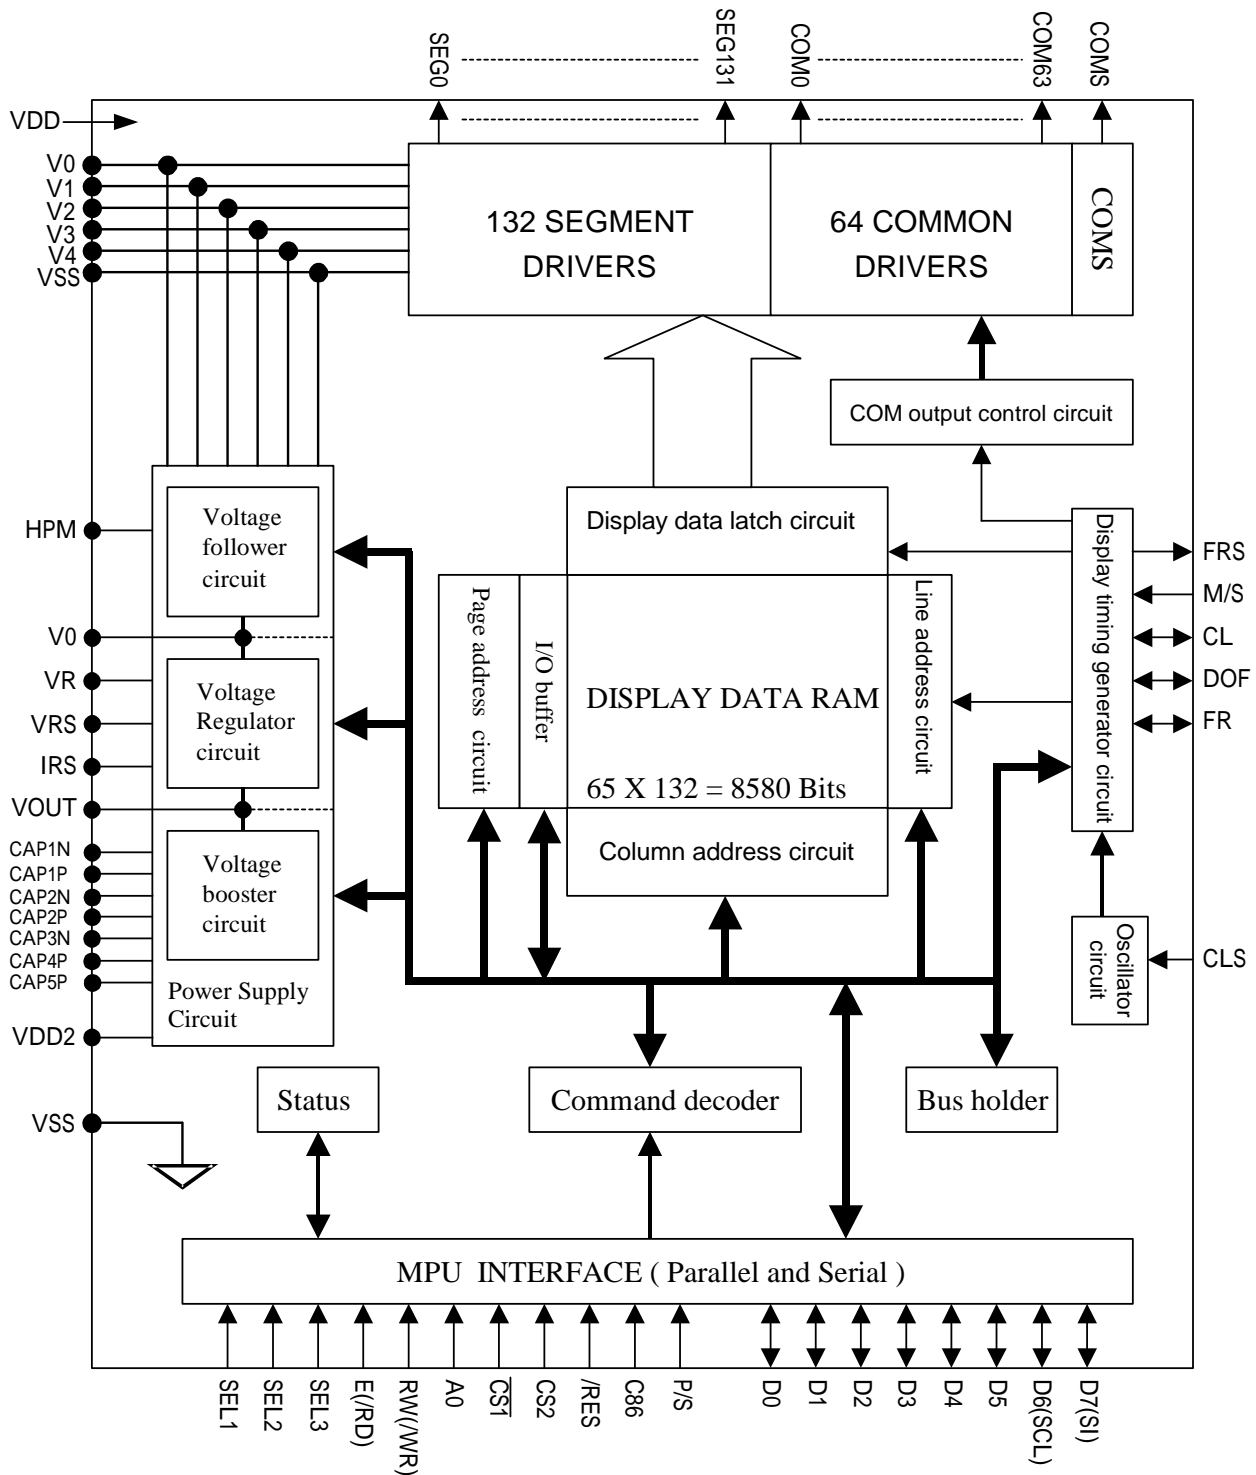 SEG0
SEG131
COM0
COM63
COMS
VDD
V0
V1
V2
V3
V4
VSS
132 SEGMENT
DRIVERS
64 COMMON
DRIVERS
COMS
COM output control circuit
HPM
V0
VR
VRS
IRS
VOUT
CAP1N
CAP1P
CAP2N
CAP2P
CAP3N
CAP4P
CAP5P
VDD2
VSS
Voltage
follower
circuit
Voltage
Regulator
circuit
Voltage
booster
circuit
Power Supply
Circuit
Display data latch circuit
Page address circuit
I/O buffer
DISPLAY DATA RAM
65 X 132 = 8580 Bits
Line address circuit
Column address circuit
Display timing generator circuit
FRS
M/S
CL
DOF
FR
Oscillator
circuit
CLS
Status
Command decoder
Bus holder
MPU INTERFACE ( Parallel and Serial )
SEL1
SEL2
SEL3
E(/RD)
RW(/WR)
A0
CS1
CS2
/RES
C86
P/S
D0
D1
D2
D3
D4
D5
D6(SCL)
D7(SI)